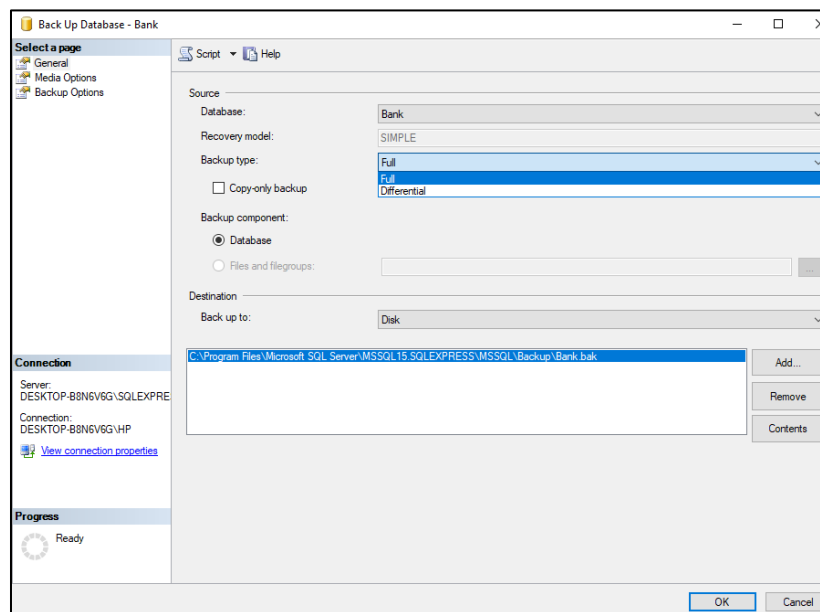 Back Up Database - Bank
Select a page
General
Media Options
Backup Options
Script
Help
Source
Database:
Bank
Recovery model:
SIMPLE
Backup type:
Full
Full
Differential
Copy-only backup
Backup component:
Database
Files and filegroups:
...
Destination
Back up to:
Disk
C:\Program Files\Microsoft SQL Server\MSSQL15.SQLEXPRESS\MSSQL\Backup\Bank.bak
Add...
Remove
Contents
Connection
Server:
DESKTOP-B8N6V6G\SQLEXPRE
Connection:
DESKTOP-B8N6V6G\HP
View connection properties
Progress
Ready
OK
Cancel